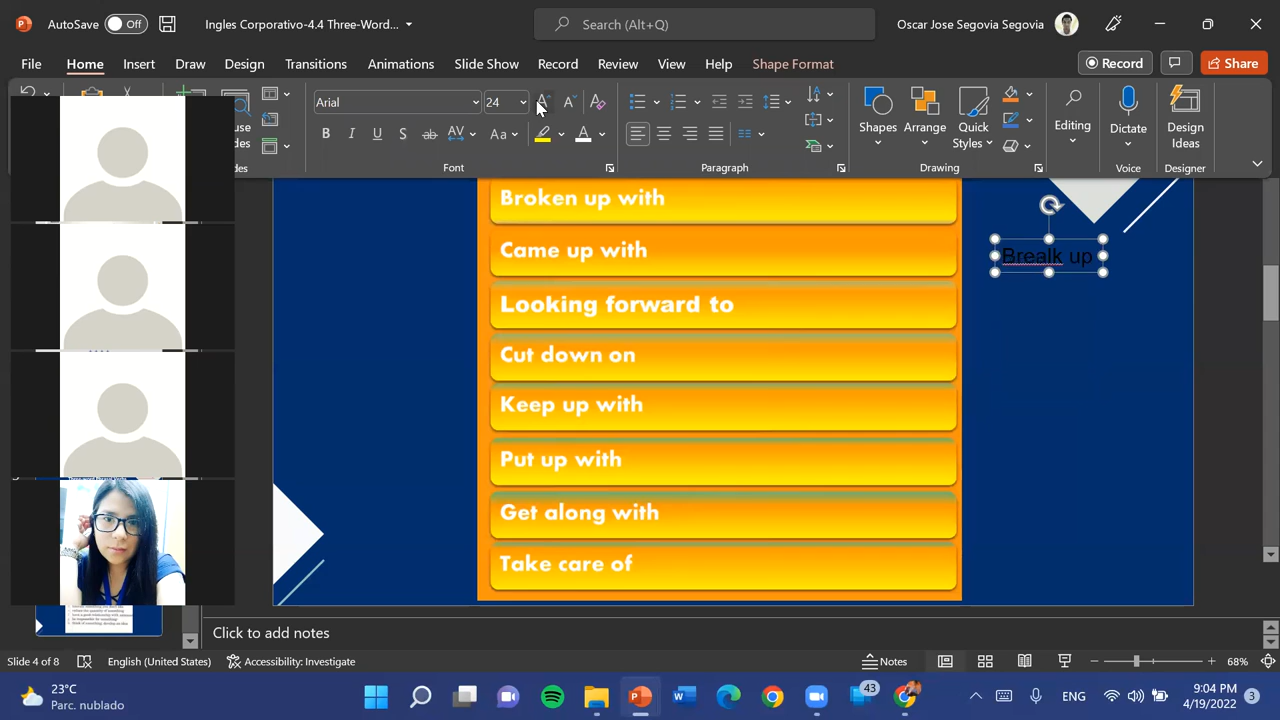 AutoSave Off Ingles Corporativo-4.4 Three-Word... Search (Alt+Q) Oscar Jose Segovia Segovia
File Home Insert Draw Design Transitions Animations Slide Show Record Review View Help Shape Format Record Share
Arial 24
Aa
Shapes Arrange Quick Styles Editing Dictate Design Ideas
Font Paragraph Drawing Voice Designer
Broken up with
Brealk up
Came up with
Looking forward to
Cut down on
Keep up with
Put up with
Get along with
Take care of
Click to add notes
Slide 4 of 8 English (United States) Accessibility: Investigate Notes 68%
23°C
Parc. nublado
43
ENG
9:04 PM
4/19/2022
3